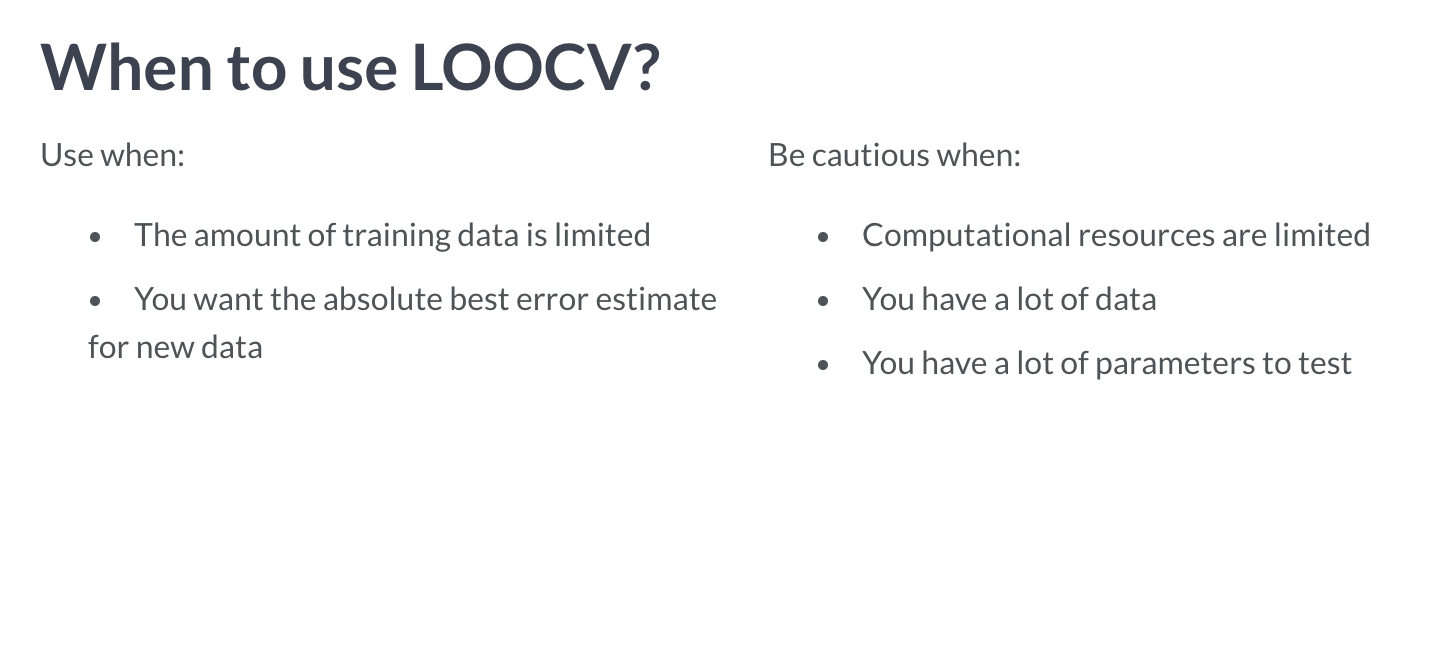 When to use LOOCV?
Use when:
• The amount of training data is limited
• You want the absolute best error estimate
for new data
Be cautious when:
• Computational resources are limited
• You have a lot of data
• You have a lot of parameters to test